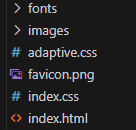 fonts
images
adaptive.css
favicon.png
index.css
index.html